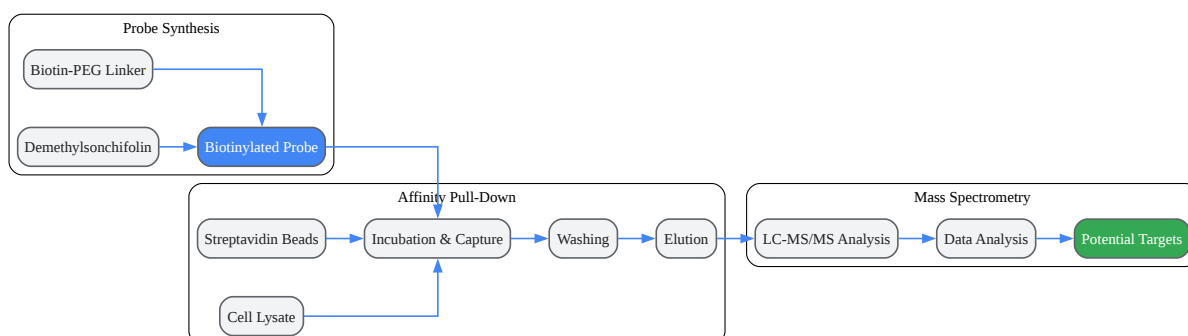 Probe Synthesis
Biotin-PEG Linker
Demethylsonchifolin
Biotinylated Probe
Affinity Pull-Down
Streptavidin Beads
Incubation & Capture
Washing
Elution
Cell Lysate
Mass Spectrometry
LC-MS/MS Analysis
Data Analysis
Potential Targets